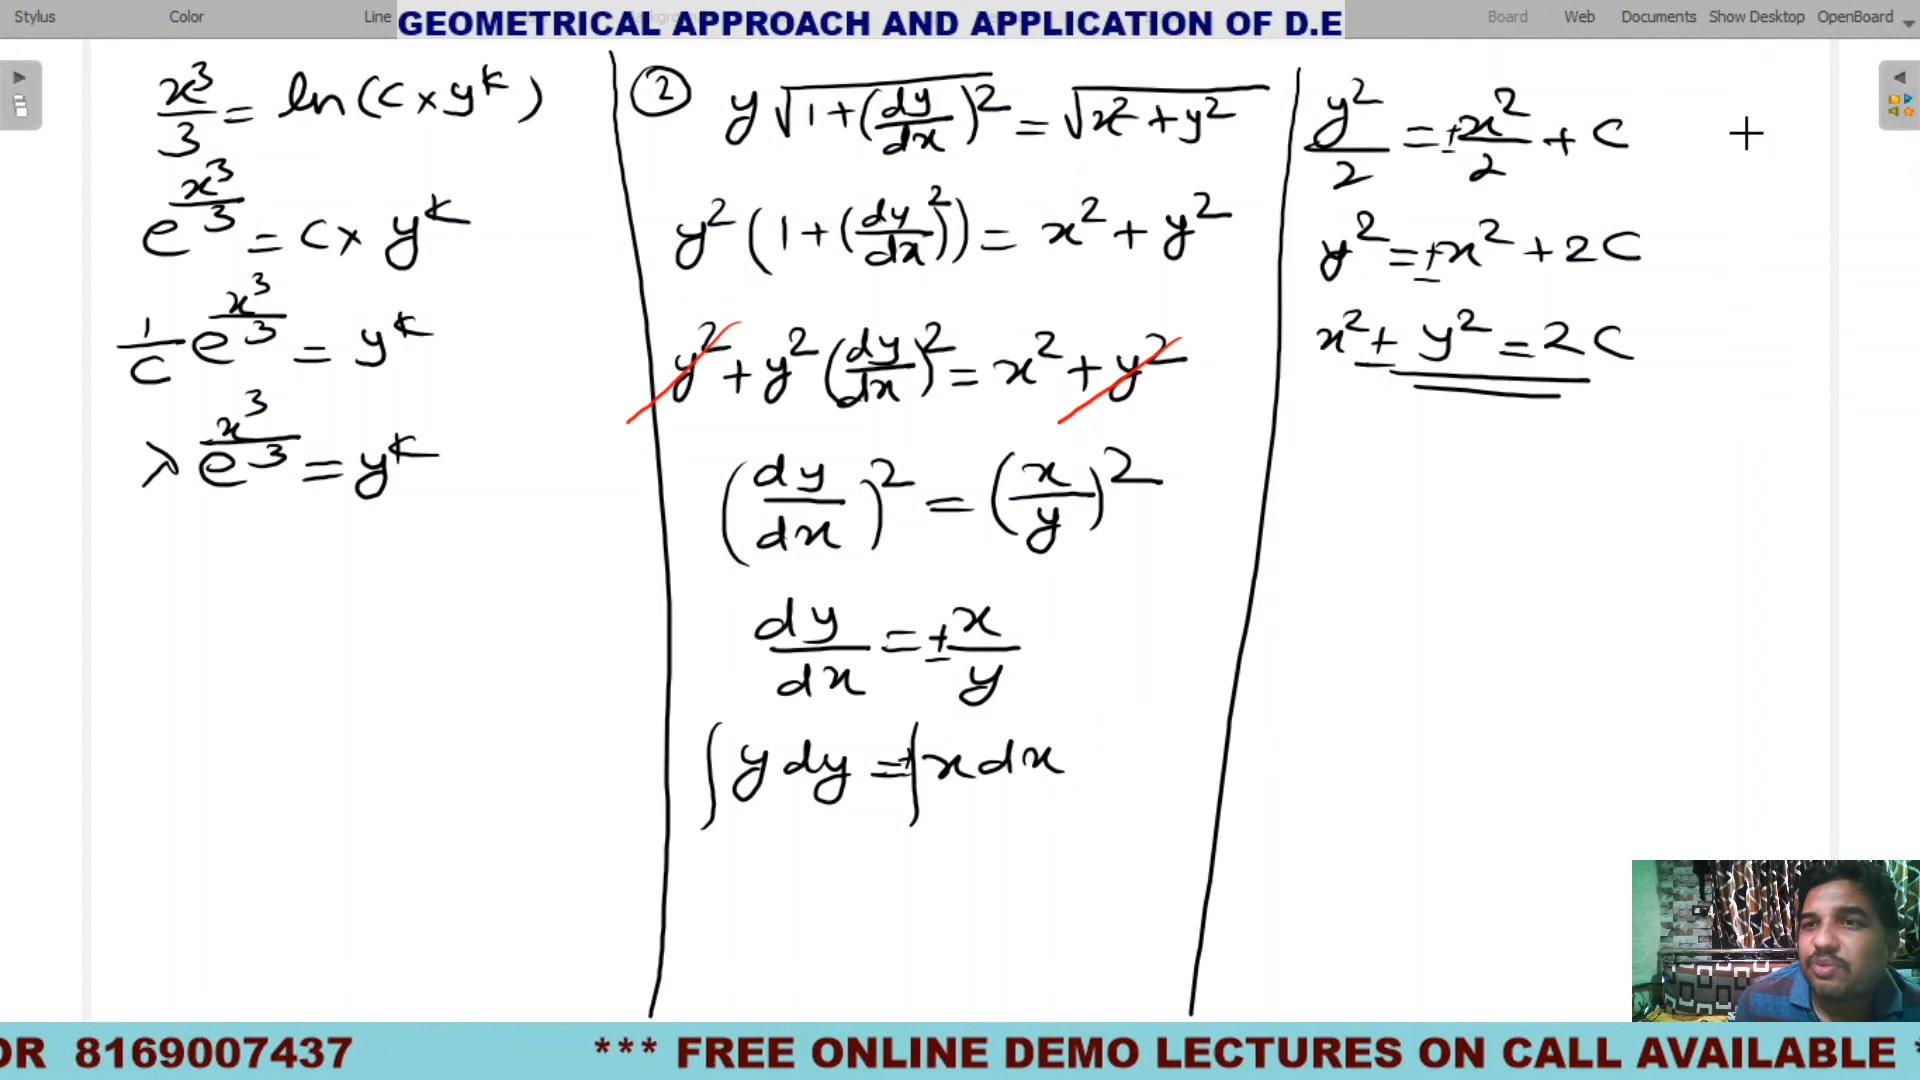 Stylus Color Line Board Web Documents Show Desktop OpenBoard
GEOMETRICAL APPROACH AND APPLICATION OF D.E
x³/3 = ln(c × y^k)
e^(x³/3) = c × y^k
1/c e^(x³/3) = y^k
λ e^(x³/3) = y^k
② y√(1+(dy/dx)²) = √(x²+y²)
y²(1+(dy/dx)²) = x²+y²
y² + y²(dy/dx)² = x² + y²
(dy/dx)² = (x/y)²
dy/dx = ± x/y
∫ y dy = ± ∫ x dx
y²/2 = ± x²/2 + C
y² = ± x² + 2C
x² ± y² = 2C
OR 8169007437 *** FREE ONLINE DEMO LECTURES ON CALL AVAILABLE *